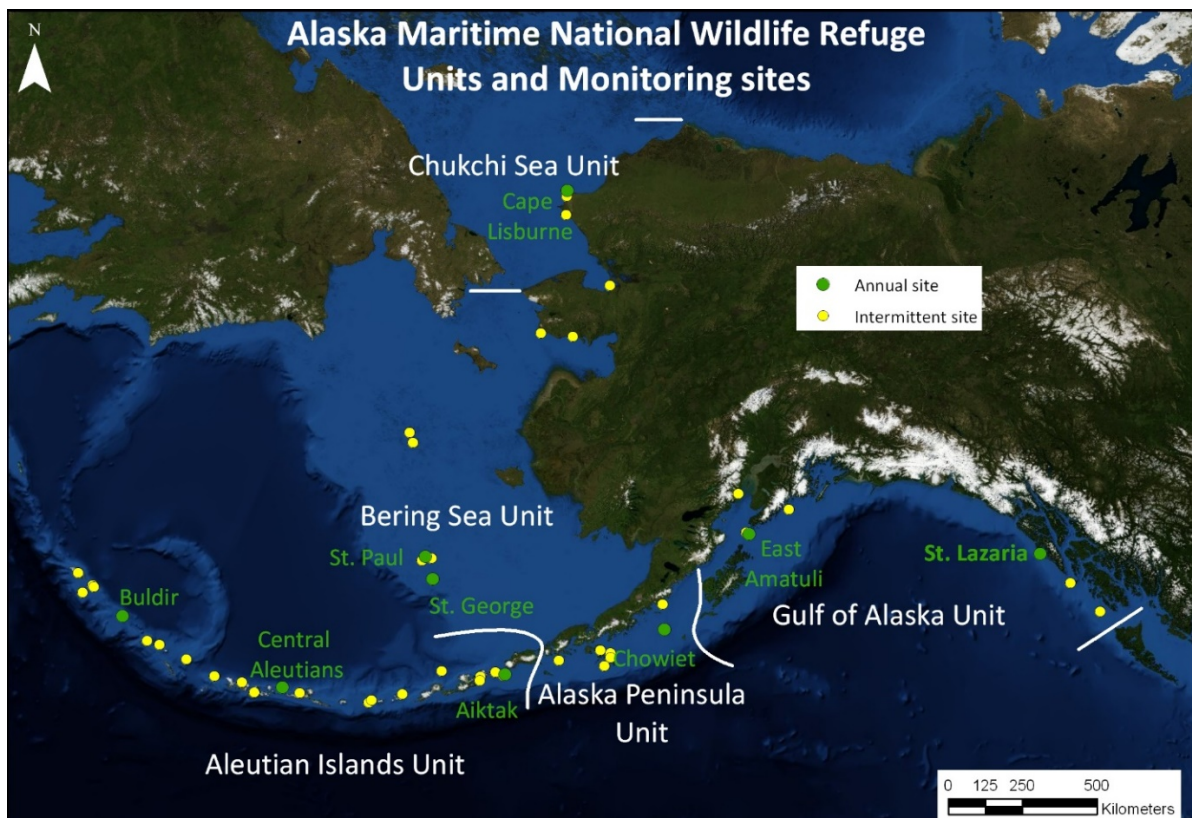 Alaska Maritime National Wildlife Refuge
Units and Monitoring sites
N
Chukchi Sea Unit
Cape
Lisburne
Annual site
Intermittent site
Bering Sea Unit
St. Paul
St. George
East
Amatuli
St. Lazaria
Gulf of Alaska Unit
Buldir
Central
Aleutians
Chowiet
Aiktak
Alaska Peninsula
Unit
Aleutian Islands Unit
0 125 250 500
Kilometers